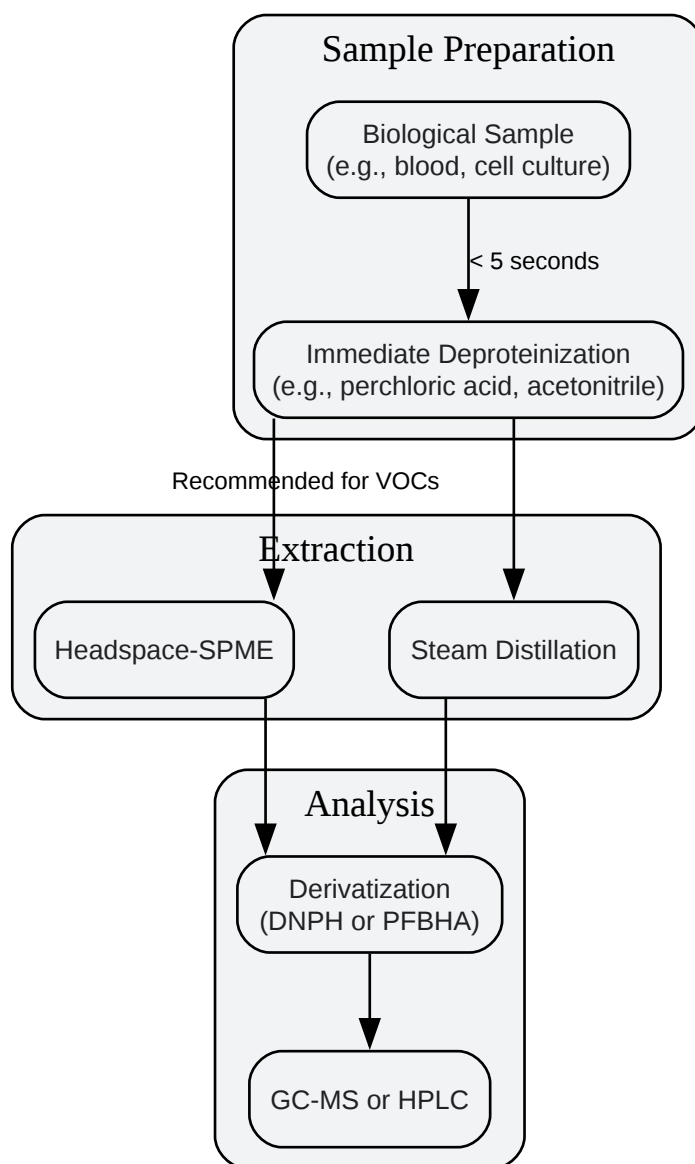 Sample Preparation
Biological Sample
(e.g., blood, cell culture)
< 5 seconds
Immediate Deproteinization
(e.g., perchloric acid, acetonitrile)
Recommended for VOCs
Extraction
Headspace-SPME
Steam Distillation
Analysis
Derivatization
(DNPH or PFBHA)
GC-MS or HPLC